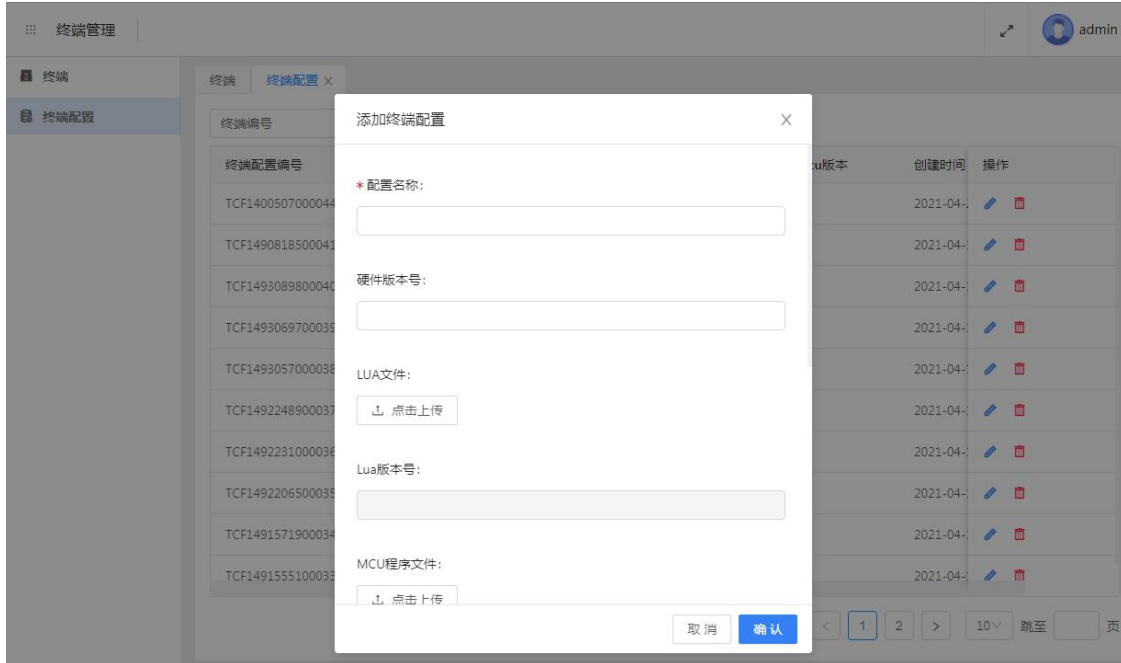 终端管理
admin
终端
终端配置
终端 终端配置
终端编号
添加终端配置
终端配置编号 cu版本 创建时间 操作
*配置名称:
TCF1400507000044 2021-04-
TCF1490818500041 2021-04-
硬件版本号:
TCF1493089800040 2021-04-
TCF1493069700039 2021-04-
TCF1493057000038 2021-04-
LUA文件:
点击上传
TCF1492248900037 2021-04-
TCF1492231000036 2021-04-
Lua版本号:
TCF1492206500035 2021-04-
TCF1491571900034 2021-04-
MCU程序文件:
TCF1491555100033 2021-04-
点击上传
取消 确认
< 1 2 > 10 跳至 页